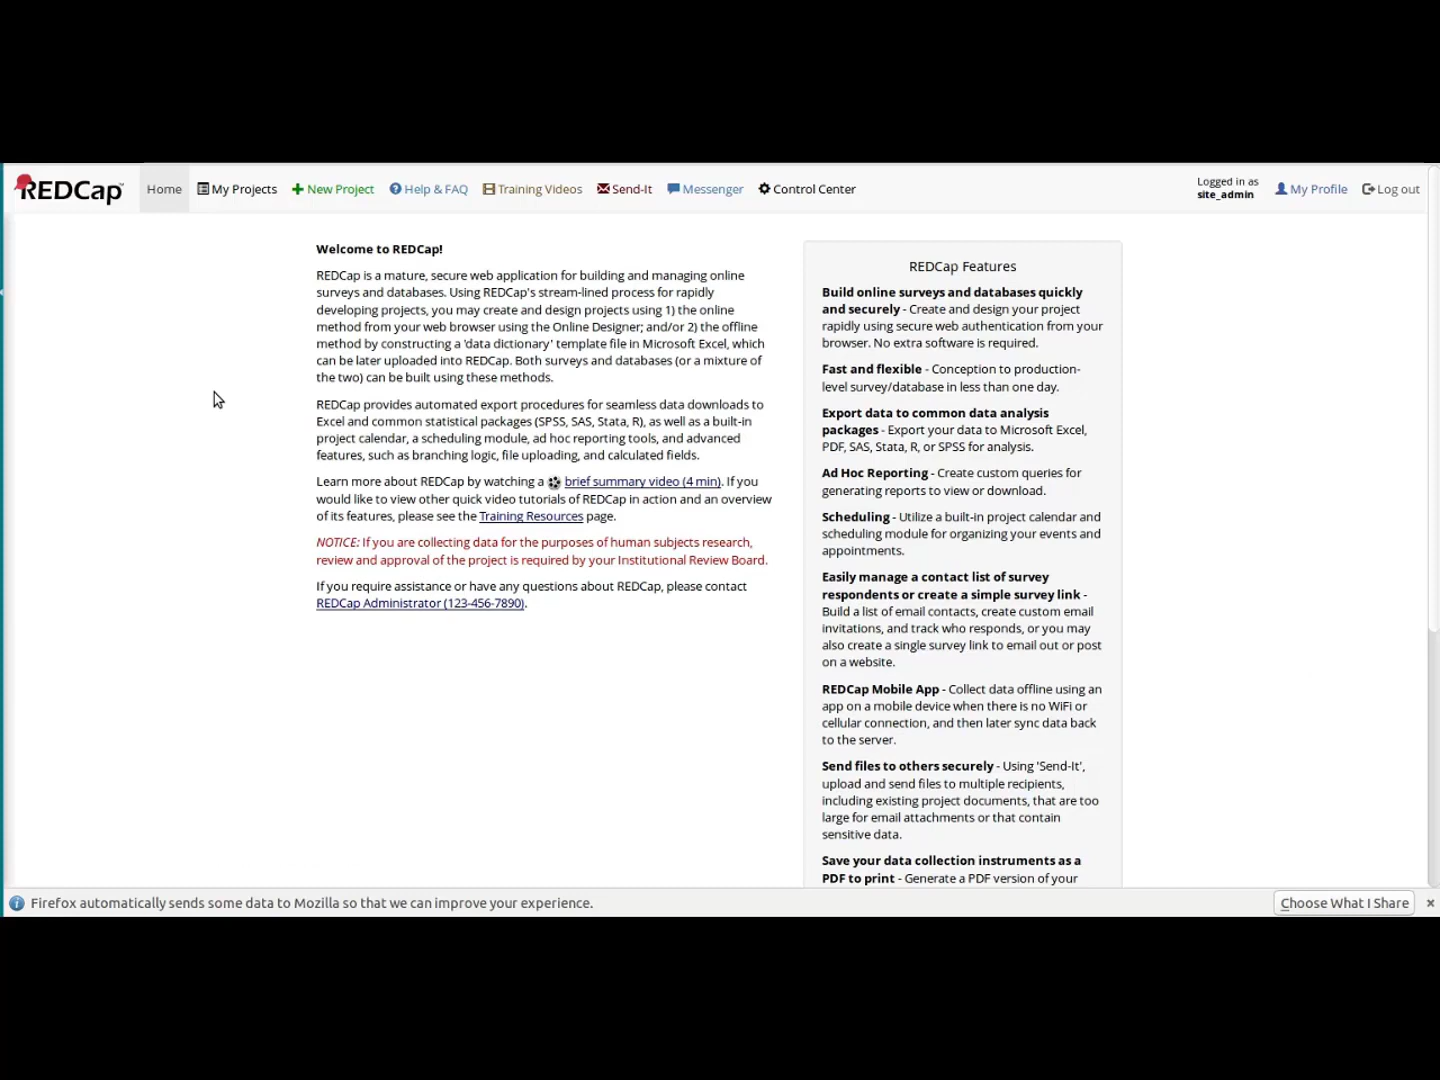 REDCap Home My Projects New Project Help & FAQ Training Videos Send-It Messenger Control Center Logged in as site_admin My Profile Log out
Welcome to REDCap!
REDCap is a mature, secure web application for building and managing online
surveys and databases. Using REDCap's stream-lined process for rapidly
developing projects, you may create and design projects using 1) the online
method from your web browser using the Online Designer; and/or 2) the offline
method by constructing a 'data dictionary' template file in Microsoft Excel, which
can be later uploaded into REDCap. Both surveys and databases (or a mixture of
the two) can be built using these methods.
REDCap provides automated export procedures for seamless data downloads to
Excel and common statistical packages (SPSS, SAS, Stata, R), as well as a built-in
project calendar, a scheduling module, ad hoc reporting tools, and advanced
features, such as branching logic, file uploading, and calculated fields.
Learn more about REDCap by watching a brief summary video (4 min). If you
would like to view other quick video tutorials of REDCap in action and an overview
of its features, please see the Training Resources page.
NOTICE: If you are collecting data for the purposes of human subjects research,
review and approval of the project is required by your Institutional Review Board.
If you require assistance or have any questions about REDCap, please contact
REDCap Administrator (123-456-7890).
REDCap Features
Build online surveys and databases quickly
and securely - Create and design your project
rapidly using secure web authentication from your
browser. No extra software is required.
Fast and flexible - Conception to production-
level survey/database in less than one day.
Export data to common data analysis
packages - Export your data to Microsoft Excel,
PDF, SAS, Stata, R, or SPSS for analysis.
Ad Hoc Reporting - Create custom queries for
generating reports to view or download.
Scheduling - Utilize a built-in project calendar and
scheduling module for organizing your events and
appointments.
Easily manage a contact list of survey
respondents or create a simple survey link -
Build a list of email contacts, create custom email
invitations, and track who responds, or you may
also create a single survey link to email out or post
on a website.
REDCap Mobile App - Collect data offline using an
app on a mobile device when there is no WiFi or
cellular connection, and then later sync data back
to the server.
Send files to others securely - Using 'Send-It',
upload and send files to multiple recipients,
including existing project documents, that are too
large for email attachments or that contain
sensitive data.
Save your data collection instruments as a
PDF to print - Generate a PDF version of your
Firefox automatically sends some data to Mozilla so that we can improve your experience. Choose What I Share